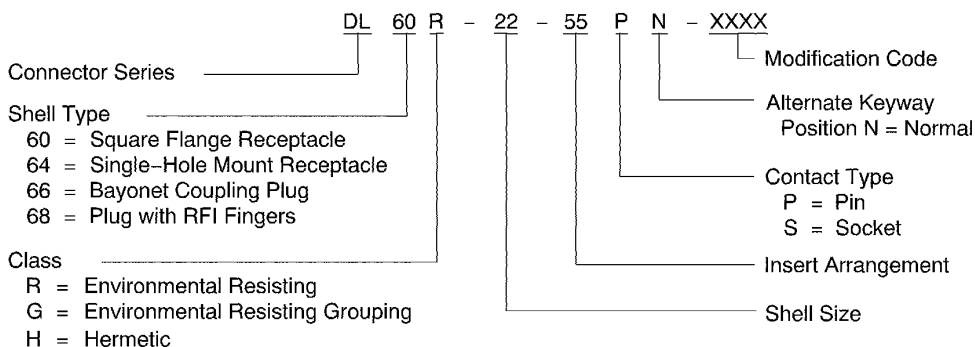 DL 60 R - 22 - 55 P N - XXXX
Connector Series
Modification Code
Shell Type
60 = Square Flange Receptacle
64 = Single-Hole Mount Receptacle
66 = Bayonet Coupling Plug
68 = Plug with RFI Fingers
Alternate Keyway
Position N = Normal
Contact Type
P = Pin
S = Socket
Class
R = Environmental Resisting
G = Environmental Resisting Grouping
H = Hermetic
Insert Arrangement
Shell Size